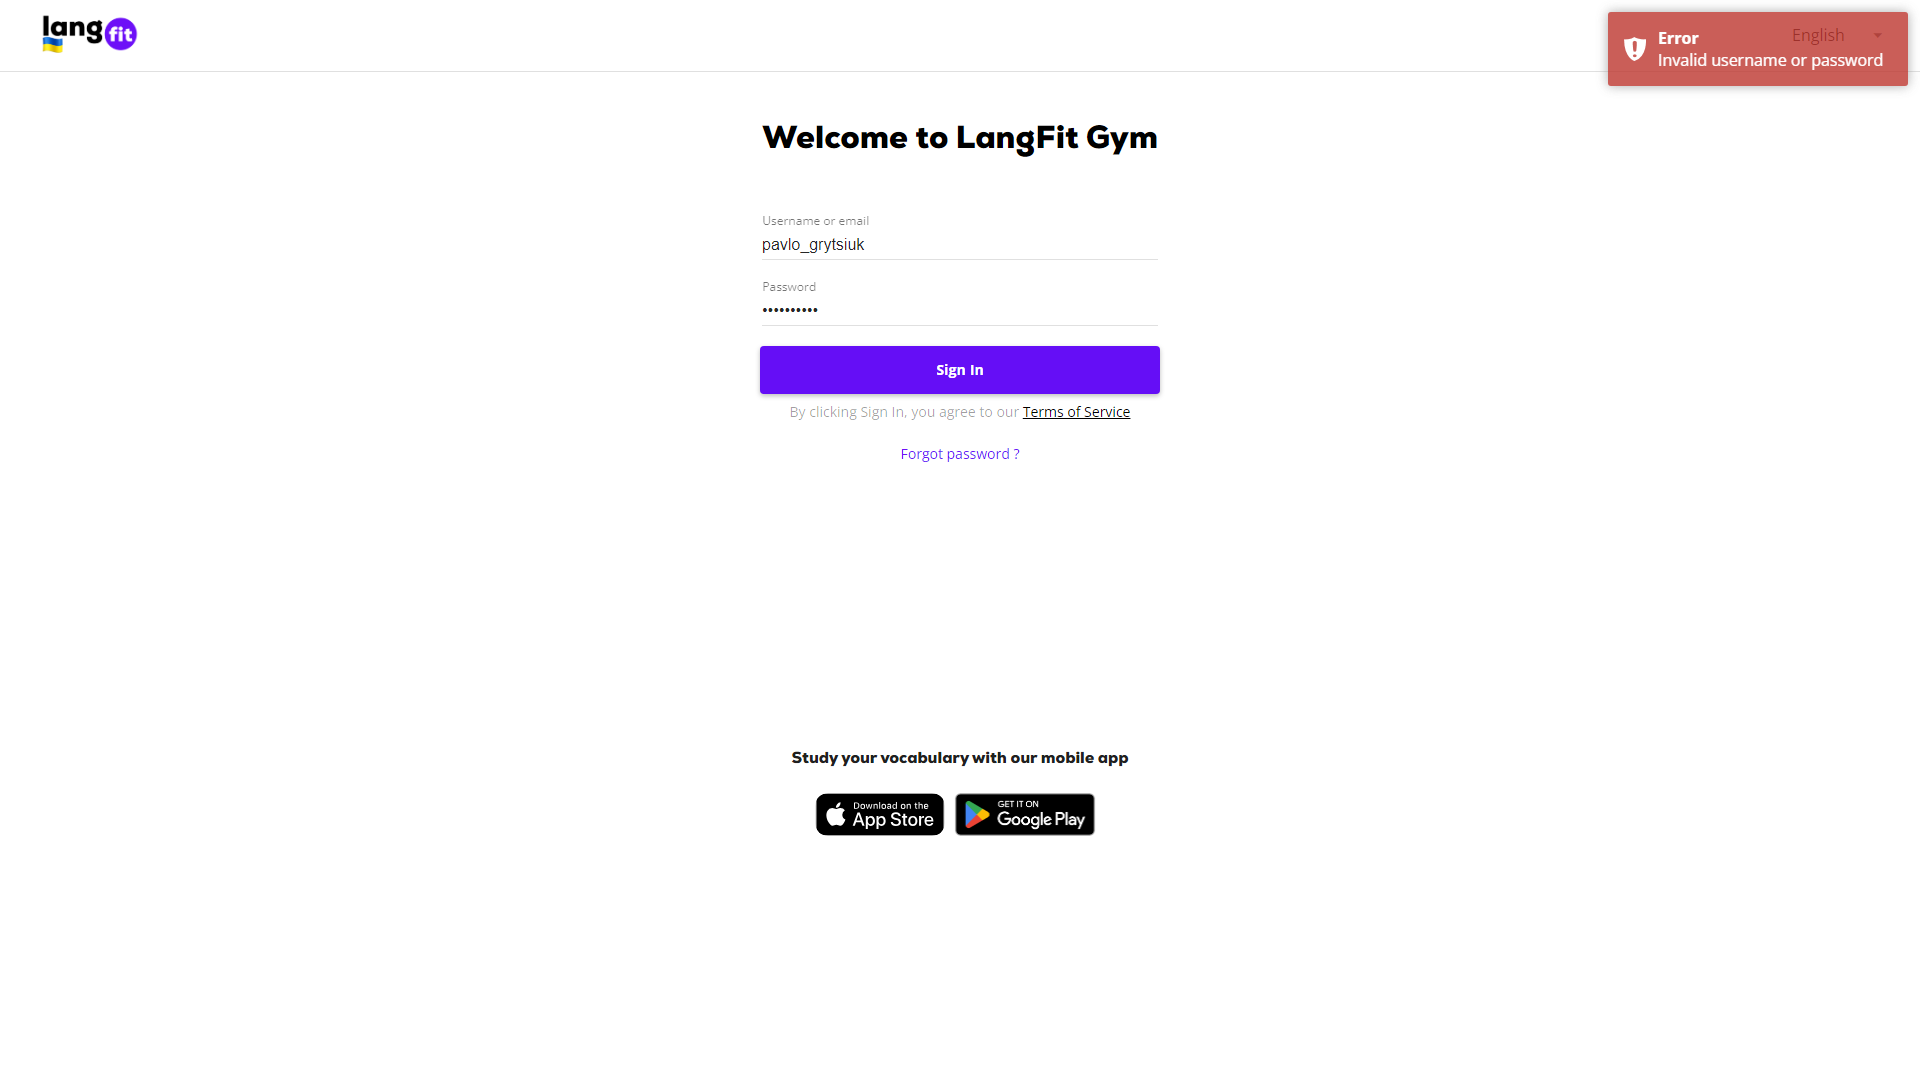 lang fit
English
Error
Invalid username or password
Welcome to LangFit Gym
Username or email
pavlo_grytsiuk
Password
••••••••••
Sign In
By clicking Sign In, you agree to our Terms of Service
Forgot password ?
Study your vocabulary with our mobile app
Download on the
App Store
GET IT ON
Google Play